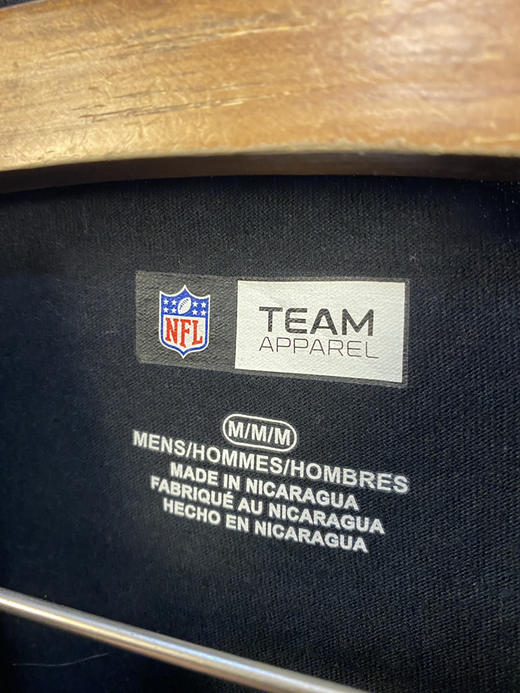 NFL
TEAM
APPAREL
M/M/M
MENS/HOMMES/HOMBRES
MADE IN NICARAGUA
FABRIQUÉ AU NICARAGUA
HECHO EN NICARAGUA